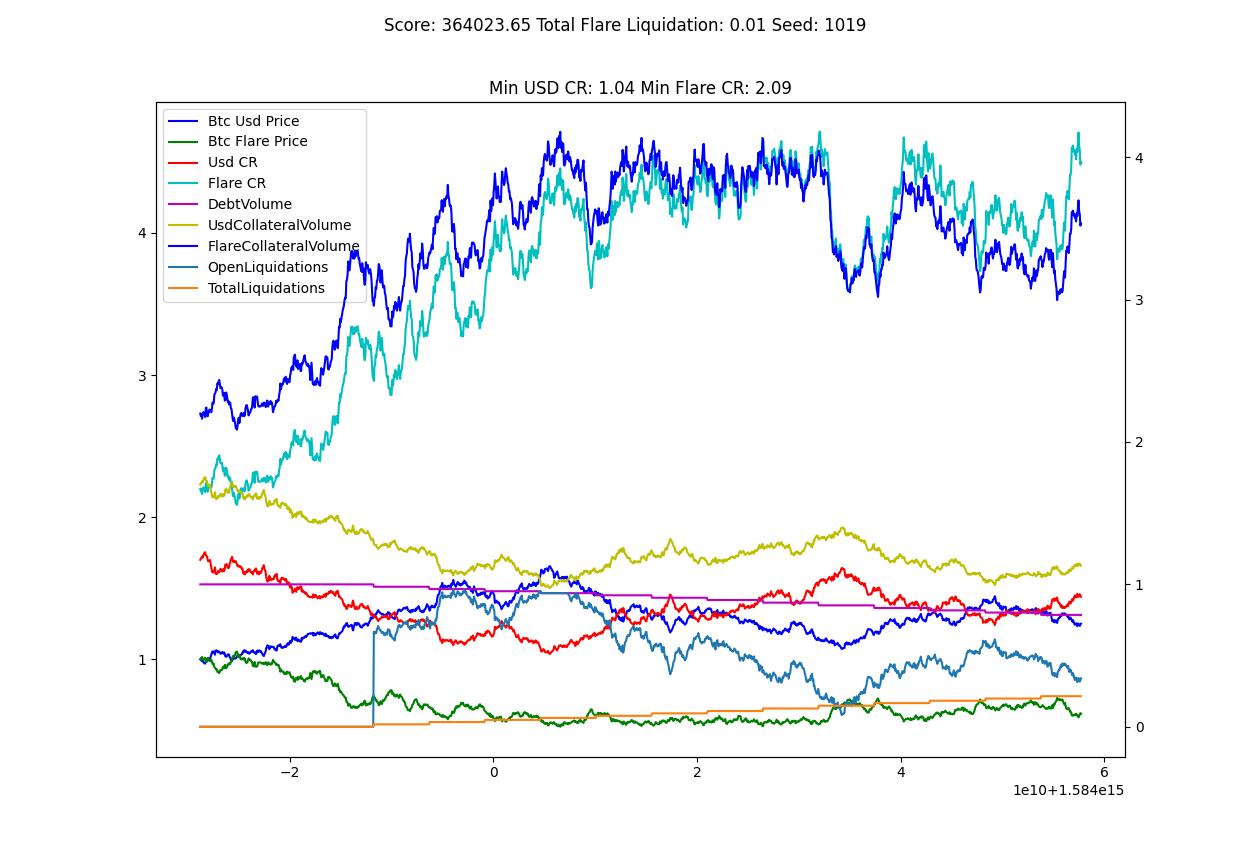 Score: 364023.65 Total Flare Liquidation: 0.01 Seed: 1019
Min USD CR: 1.04 Min Flare CR: 2.09
Btc Usd Price
Btc Flare Price
Usd CR
Flare CR
DebtVolume
UsdCollateralVolume
FlareCollateralVolume
OpenLiquidations
TotalLiquidations
4
3
2
1
4
3
2
1
0
−2
0
2
4
6
1e10+1.584e15